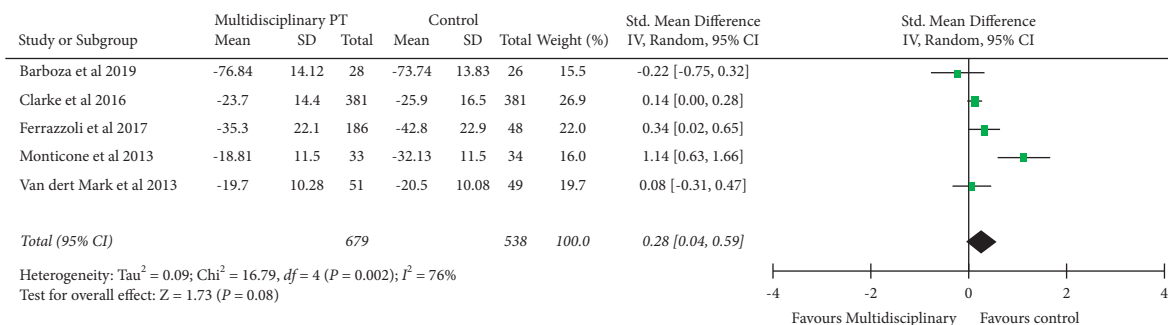 Multidisciplinary PT Control Std. Mean Difference Std. Mean Difference
Study or Subgroup Mean SD Total Mean SD Total Weight (%) IV, Random, 95% CI IV, Random, 95% CI
Barboza et al 2019 -76.84 14.12 28 -73.74 13.83 26 15.5 -0.22 [-0.75, 0.32]
Clarke et al 2016 -23.7 14.4 381 -25.9 16.5 381 26.9 0.14 [0.00, 0.28]
Ferrazzoli et al 2017 -35.3 22.1 186 -42.8 22.9 48 22.0 0.34 [0.02, 0.65]
Monticone et al 2013 -18.81 11.5 33 -32.13 11.5 34 16.0 1.14 [0.63, 1.66]
Van dert Mark et al 2013 -19.7 10.28 51 -20.5 10.08 49 19.7 0.08 [-0.31, 0.47]
Total (95% CI) 679 538 100.0 0.28 [0.04, 0.59]
Heterogeneity: Tau² = 0.09; Chi² = 16.79, df = 4 (P = 0.002); I² = 76%
Test for overall effect: Z = 1.73 (P = 0.08)
-4 -2 0 2 4
Favours Multidisciplinary Favours control